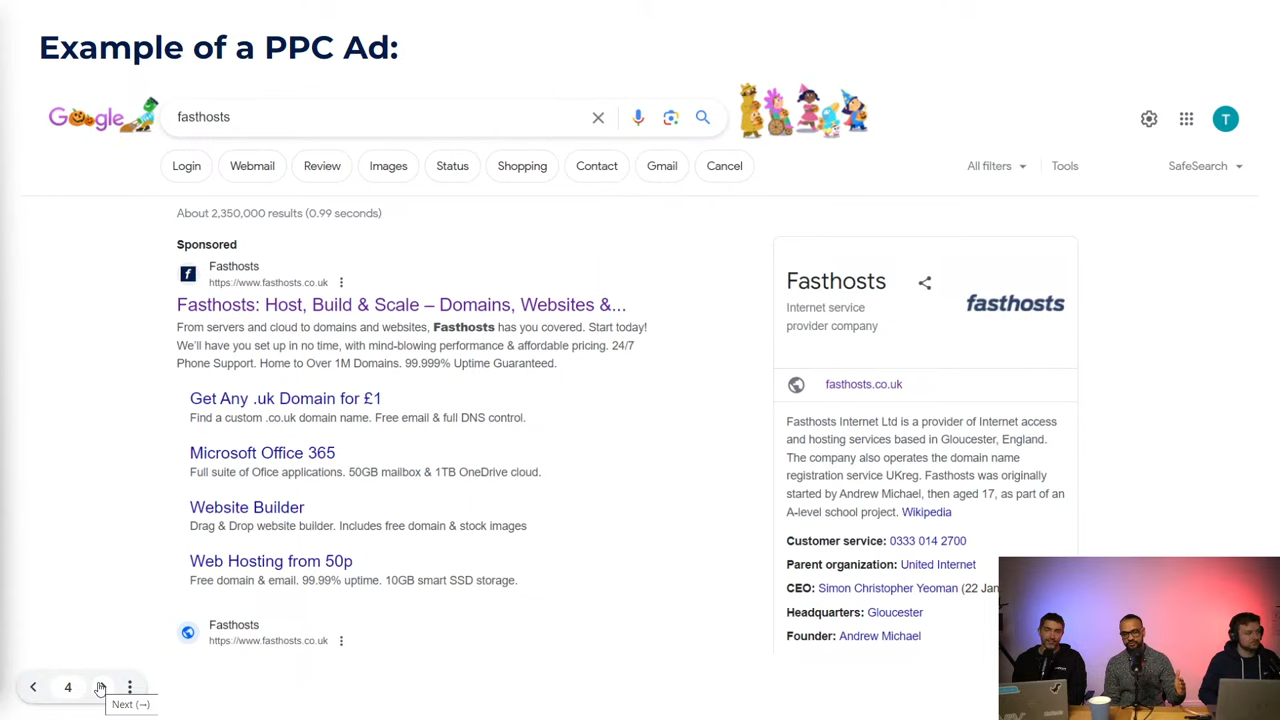 Example of a PPC Ad:
Google
fasthosts
T
Login Webmail Review Images Status Shopping Contact Gmail Cancel All filters Tools SafeSearch
About 2,350,000 results (0.99 seconds)
Sponsored
f
Fasthosts
https://www.fasthosts.co.uk
Fasthosts: Host, Build & Scale – Domains, Websites &...
From servers and cloud to domains and websites, Fasthosts has you covered. Start today!
We'll have you set up in no time, with mind-blowing performance & affordable pricing. 24/7
Phone Support. Home to Over 1M Domains. 99.999% Uptime Guaranteed.
Get Any .uk Domain for £1
Find a custom .co.uk domain name. Free email & full DNS control.
Microsoft Office 365
Full suite of Ofice applications. 50GB mailbox & 1TB OneDrive cloud.
Website Builder
Drag & Drop website builder. Includes free domain & stock images
Web Hosting from 50p
Free domain & email. 99.99% uptime. 10GB smart SSD storage.
Fasthosts
https://www.fasthosts.co.uk
Fasthosts
Internet service
provider company
fasthosts
fasthosts.co.uk
Fasthosts Internet Ltd is a provider of Internet access
and hosting services based in Gloucester, England.
The company also operates the domain name
registration service UKreg. Fasthosts was originally
started by Andrew Michael, then aged 17, as part of an
A-level school project. Wikipedia
Customer service: 0333 014 2700
Parent organization: United Internet
CEO: Simon Christopher Yeoman (22 Jan
Headquarters: Gloucester
Founder: Andrew Michael
4
Next (→)
fasthosts